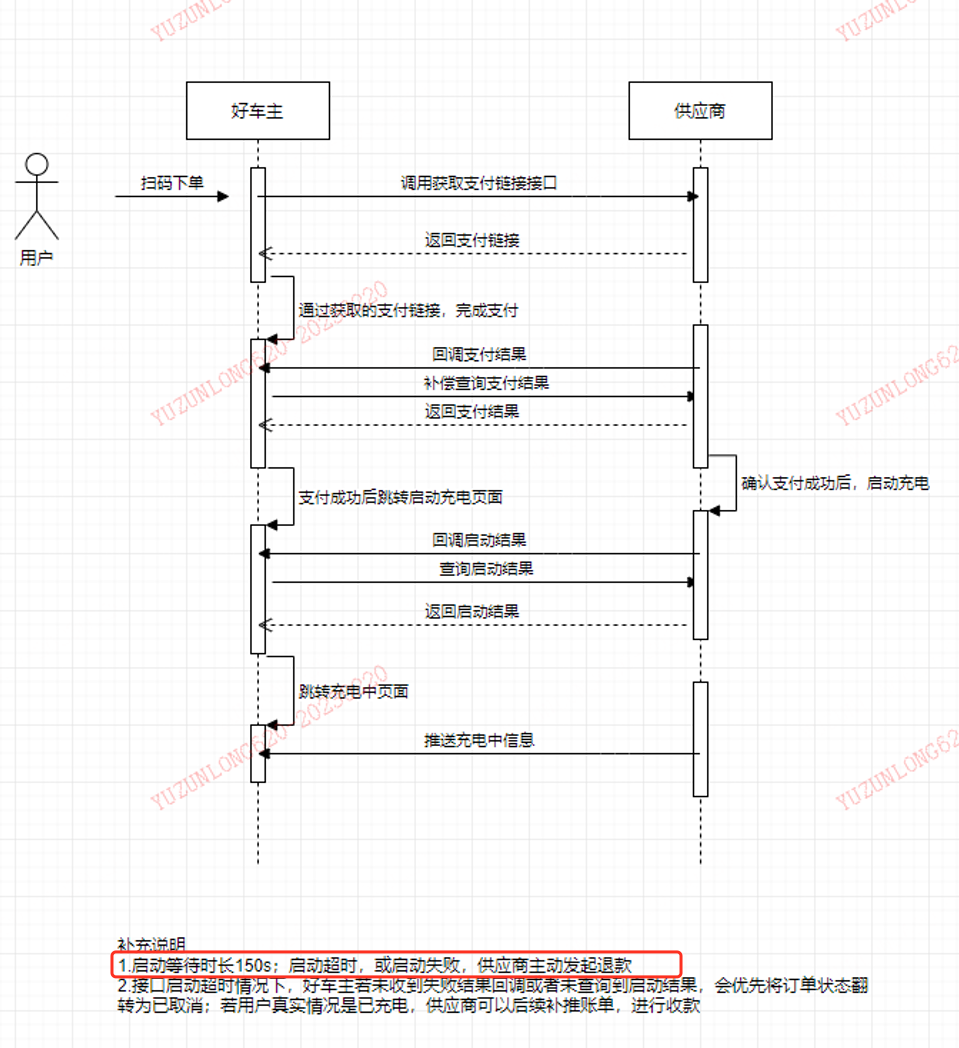 YUZUNLONG620
好车主
供应商
扫码下单
调用获取支付链接接口
用户
返回支付链接
通过获取的支付链接，完成支付
回调支付结果
补偿查询支付结果
返回支付结果
确认支付成功后，启动充电
支付成功后跳转启动充电页面
回调启动结果
查询启动结果
返回启动结果
跳转充电中页面
推送充电中信息
补充说明
1.启动等待时长150s；启动超时，或启动失败，供应商主动发起退款
2.接口启动超时情况下，好车主若未收到失败结果回调或者未查询到启动结果，会优先将订单状态翻
转为已取消；若用户真实情况是已充电，供应商可以后续补推账单，进行收款